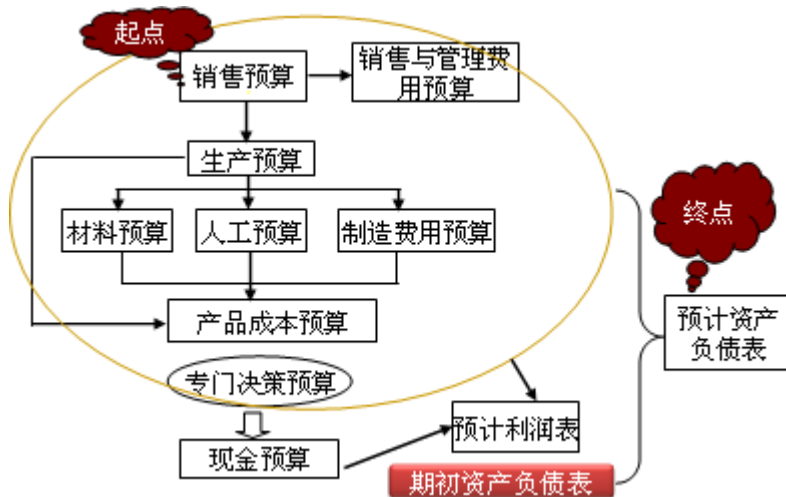 起点
销售预算
销售与管理费
用预算
生产预算
材料预算
人工预算
制造费用预算
产品成本预算
专门决策预算
现金预算
预计利润表
期初资产负债表
终点
预计资产
负债表